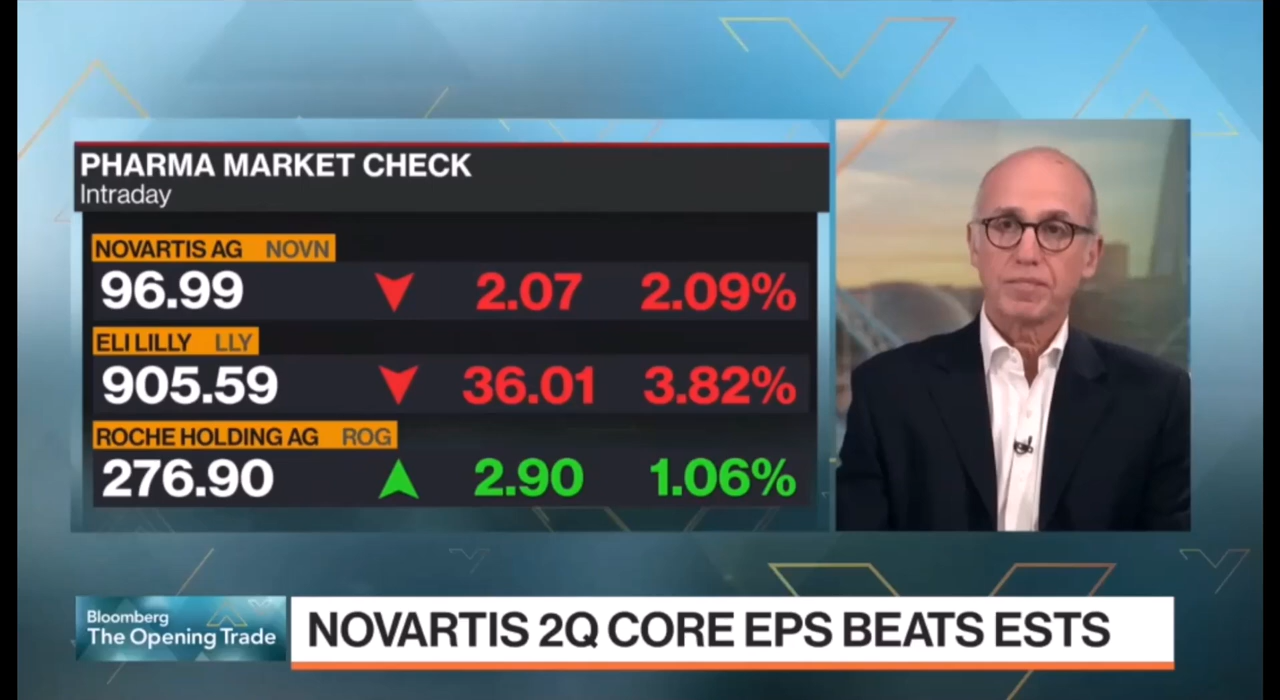 PHARMA MARKET CHECK
Intraday
NOVARTIS AG NOVN
96.99 2.07 2.09%
ELI LILLY LLY
905.59 36.01 3.82%
ROCHE HOLDING AG ROG
276.90 2.90 1.06%
Bloomberg
The Opening Trade
NOVARTIS 2Q CORE EPS BEATS ESTS